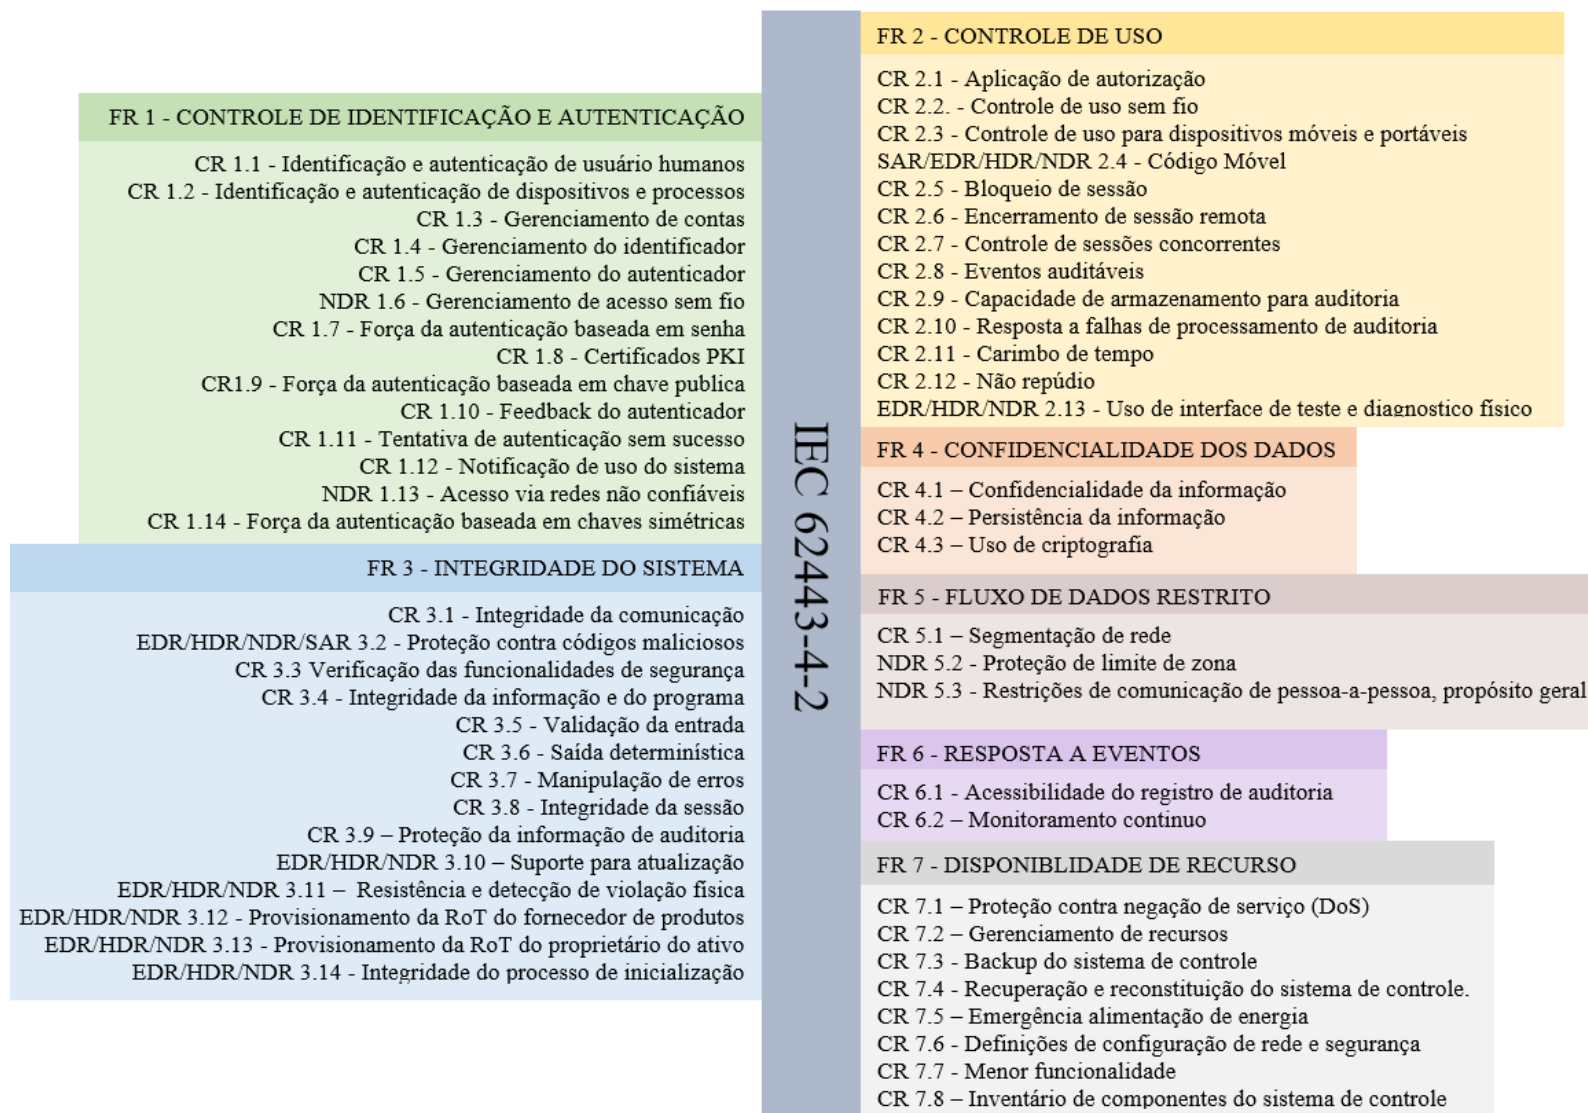 FR 1 - CONTROLE DE IDENTIFICAÇÃO E AUTENTICAÇÃO
CR 1.1 - Identificação e autenticação de usuário humanos
CR 1.2 - Identificação e autenticação de dispositivos e processos
CR 1.3 - Gerenciamento de contas
CR 1.4 - Gerenciamento do identificador
CR 1.5 - Gerenciamento do autenticador
NDR 1.6 - Gerenciamento de acesso sem fio
CR 1.7 - Força da autenticação baseada em senha
CR 1.8 - Certificados PKI
CR1.9 - Força da autenticação baseada em chave publica
CR 1.10 - Feedback do autenticador
CR 1.11 - Tentativa de autenticação sem sucesso
CR 1.12 - Notificação de uso do sistema
NDR 1.13 - Acesso via redes não confiáveis
CR 1.14 - Força da autenticação baseada em chaves simétricas
FR 3 - INTEGRIDADE DO SISTEMA
CR 3.1 - Integridade da comunicação
EDR/HDR/NDR/SAR 3.2 - Proteção contra códigos maliciosos
CR 3.3 Verificação das funcionalidades de segurança
CR 3.4 - Integridade da informação e do programa
CR 3.5 - Validação da entrada
CR 3.6 - Saída determinística
CR 3.7 - Manipulação de erros
CR 3.8 - Integridade da sessão
CR 3.9 – Proteção da informação de auditoria
EDR/HDR/NDR 3.10 – Suporte para atualização
EDR/HDR/NDR 3.11 – Resistência e detecção de violação física
EDR/HDR/NDR 3.12 - Provisionamento da RoT do fornecedor de produtos
EDR/HDR/NDR 3.13 - Provisionamento da RoT do proprietário do ativo
EDR/HDR/NDR 3.14 - Integridade do processo de inicialização
IEC 62443-4-2
FR 2 - CONTROLE DE USO
CR 2.1 - Aplicação de autorização
CR 2.2. - Controle de uso sem fio
CR 2.3 - Controle de uso para dispositivos móveis e portáveis
SAR/EDR/HDR/NDR 2.4 - Código Móvel
CR 2.5 - Bloqueio de sessão
CR 2.6 - Encerramento de sessão remota
CR 2.7 - Controle de sessões concorrentes
CR 2.8 - Eventos auditáveis
CR 2.9 - Capacidade de armazenamento para auditoria
CR 2.10 - Resposta a falhas de processamento de auditoria
CR 2.11 - Carimbo de tempo
CR 2.12 - Não repúdio
EDR/HDR/NDR 2.13 - Uso de interface de teste e diagnostico físico
FR 4 - CONFIDENCIALIDADE DOS DADOS
CR 4.1 – Confidencialidade da informação
CR 4.2 – Persistência da informação
CR 4.3 – Uso de criptografia
FR 5 - FLUXO DE DADOS RESTRITO
CR 5.1 – Segmentação de rede
NDR 5.2 - Proteção de limite de zona
NDR 5.3 - Restrições de comunicação de pessoa-a-pessoa, propósito geral
FR 6 - RESPOSTA A EVENTOS
CR 6.1 - Acessibilidade do registro de auditoria
CR 6.2 – Monitoramento continuo
FR 7 - DISPONIBLIDADE DE RECURSO
CR 7.1 – Proteção contra negação de serviço (DoS)
CR 7.2 – Gerenciamento de recursos
CR 7.3 - Backup do sistema de controle
CR 7.4 - Recuperação e reconstituição do sistema de controle.
CR 7.5 – Emergência alimentação de energia
CR 7.6 - Definições de configuração de rede e segurança
CR 7.7 - Menor funcionalidade
CR 7.8 – Inventário de componentes do sistema de controle